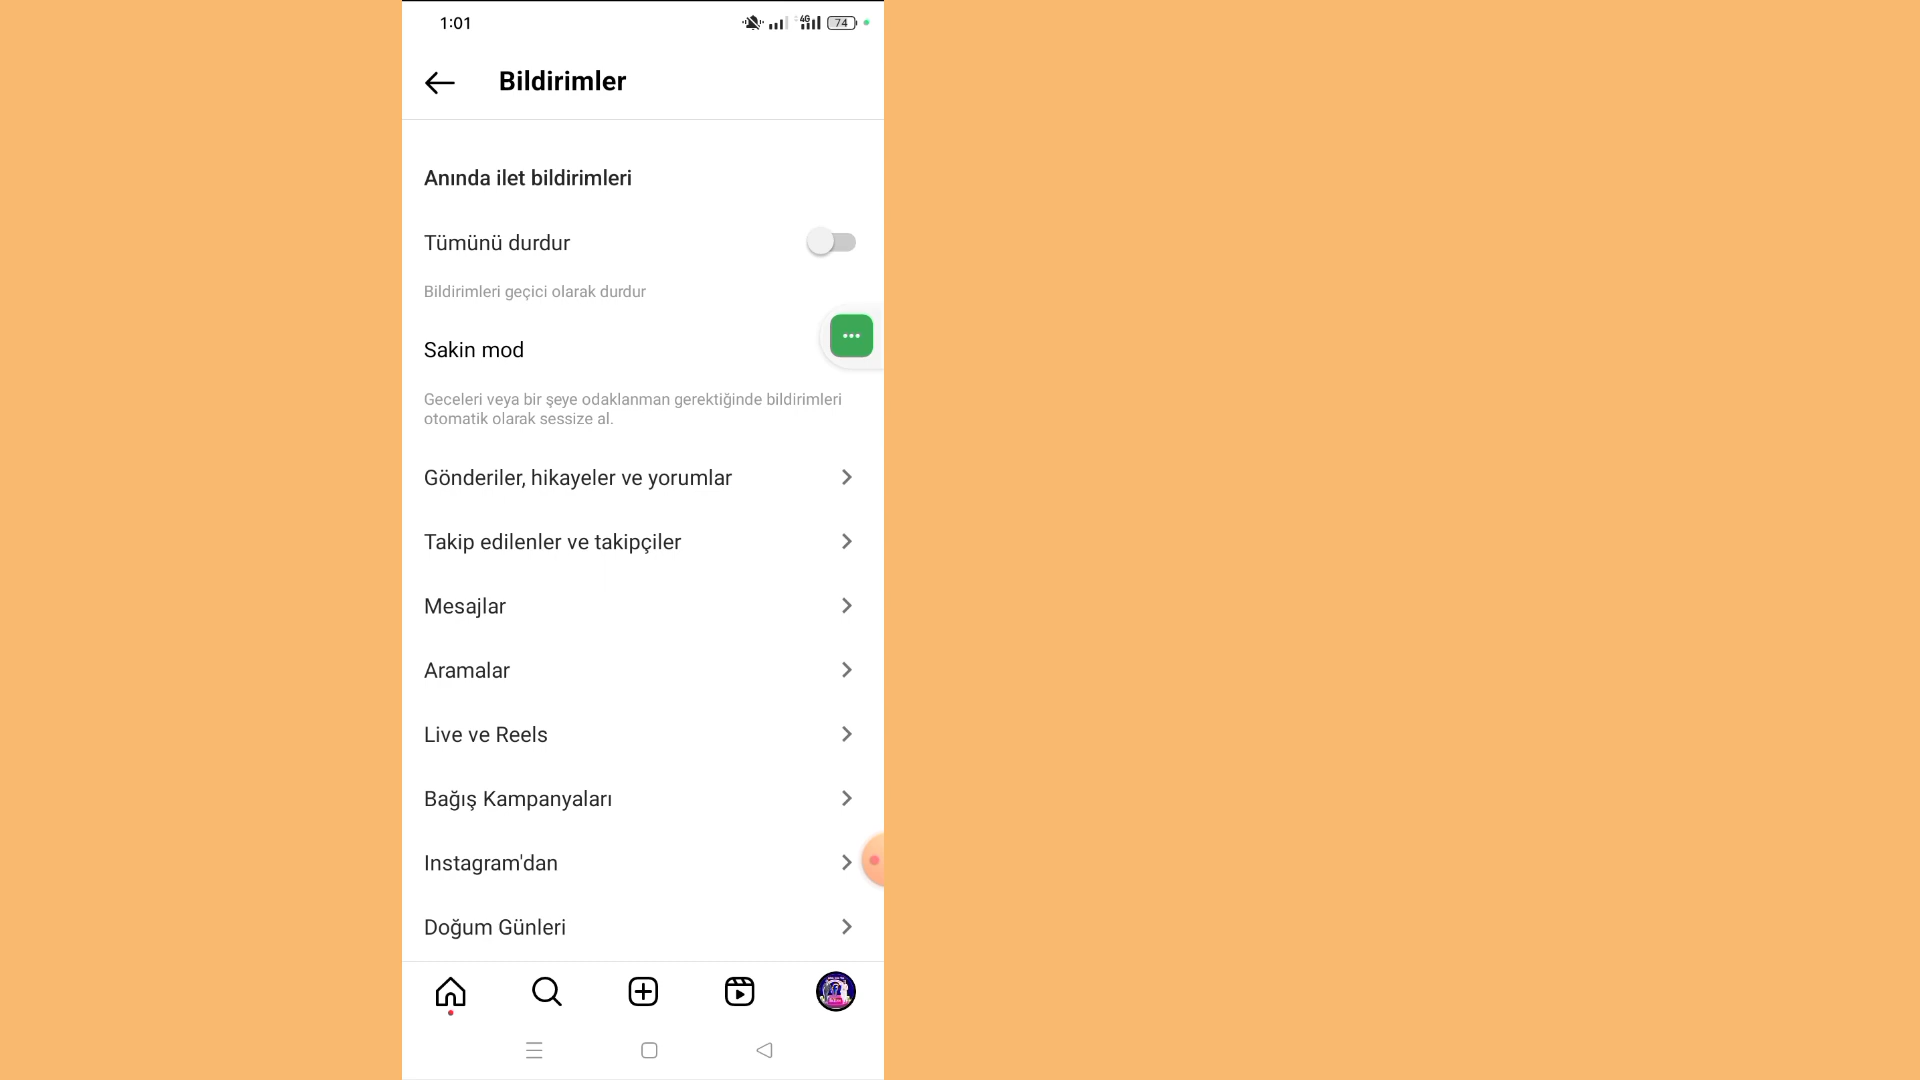 1:01
4G
74
Bildirimler
Anında ilet bildirimleri
Tümünü durdur
Bildirimleri geçici olarak durdur
Sakin mod
Geceleri veya bir şeye odaklanman gerektiğinde bildirimleri
otomatik olarak sessize al.
Gönderiler, hikayeler ve yorumlar
Takip edilenler ve takipçiler
Mesajlar
Aramalar
Live ve Reels
Bağış Kampanyaları
Instagram'dan
Doğum Günleri